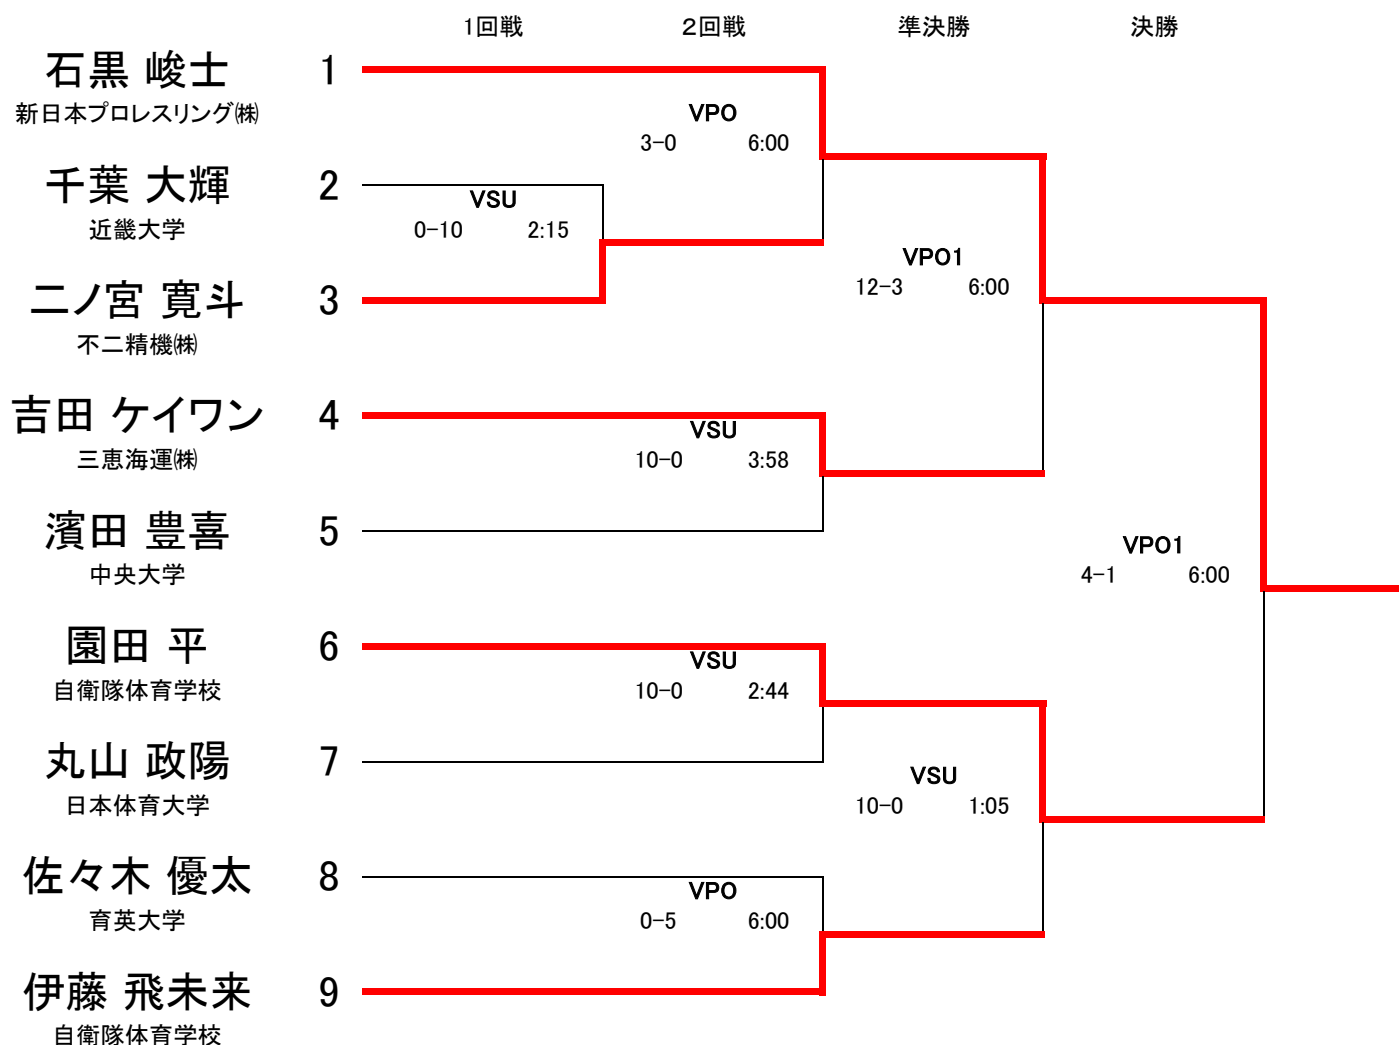 1回戦 2回戦 準決勝 決勝
石黒 峻士 1
新日本プロレスリング㈱
VPO
3-0 6:00
千葉 大輝 2
近畿大学
VSU
0-10 2:15
二ノ宮 寛斗 3
不二精機㈱
VPO1
12-3 6:00
吉田 ケイワン 4
三恵海運㈱
VSU
10-0 3:58
濱田 豊喜 5
中央大学
VPO1
4-1 6:00
園田 平 6
自衛隊体育学校
VSU
10-0 2:44
丸山 政陽 7
日本体育大学
VSU
10-0 1:05
佐々木 優太 8
育英大学
VPO
0-5 6:00
伊藤 飛未来 9
自衛隊体育学校